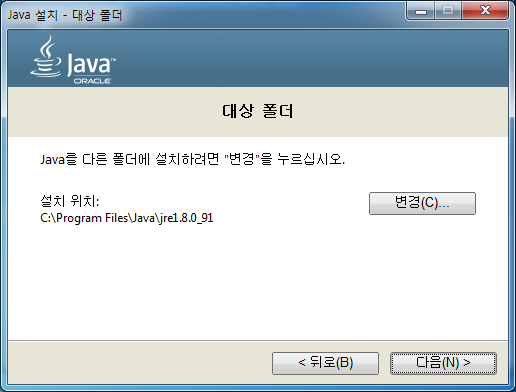 Java 설치 - 대상 폴더
Java™
ORACLE
대상 폴더
Java를 다른 폴더에 설치하려면 "변경"을 누르십시오.
설치 위치:
C:\Program Files\Java\jre1.8.0_91
변경(C)...
< 뒤로(B)
다음(N) >